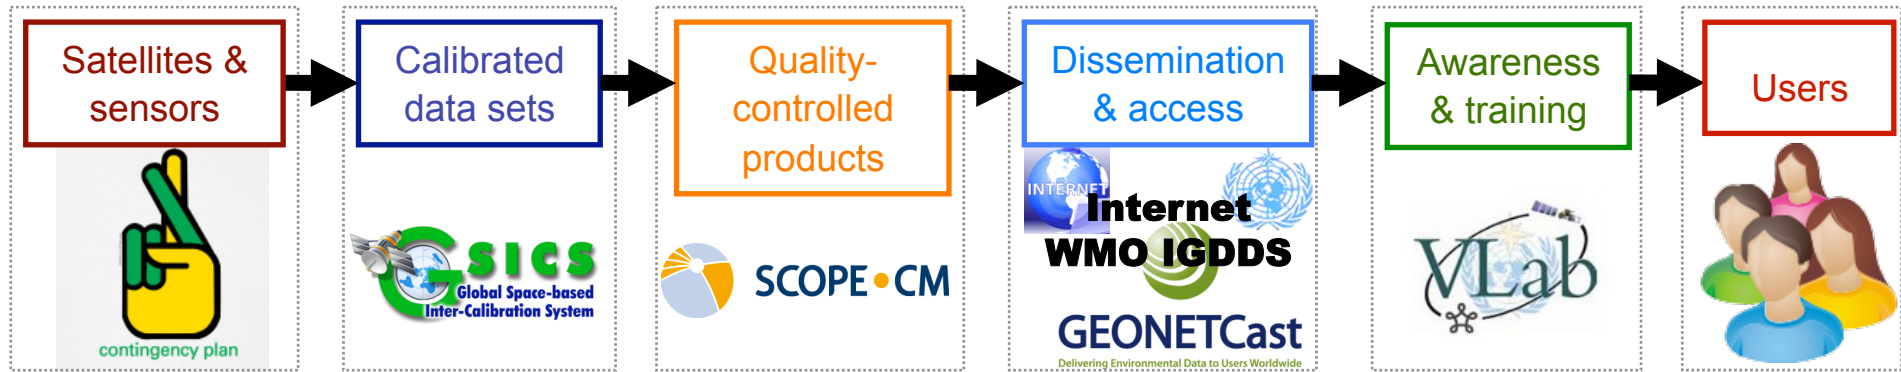 Satellites &
sensors
contingency plan
Calibrated
data sets
GSICS
Global Space-based
Inter-Calibration System
Quality-
controlled
products
SCOPE•CM
Dissemination
& access
INTERNET
Internet
WMO IGDDS
GEONETCast
Delivering Environmental Data to Users Worldwide
Awareness
& training
VLab
Users